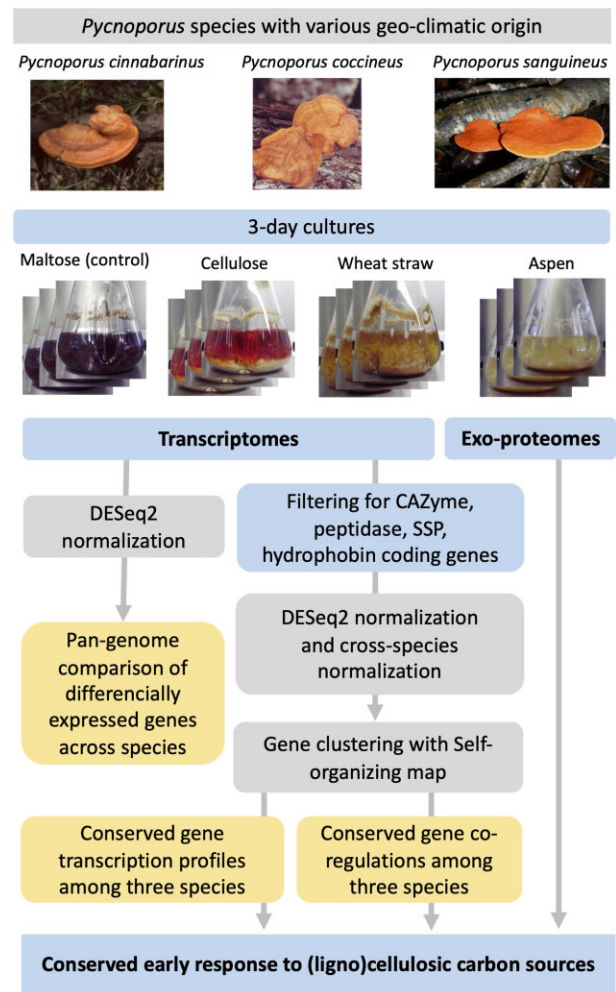 Pycnoporus species with various geo-climatic origin
Pycnoporus cinnabarinus
Pycnoporus coccineus
Pycnoporus sanguineus
3-day cultures
Maltose (control)
Cellulose
Wheat straw
Aspen
Transcriptomes
Exo-proteomes
DESeq2
normalization
Filtering for CAZyme,
peptidase, SSP,
hydrophobin coding genes
Pan-genome
comparison of
differencially
expressed genes
across species
DESeq2 normalization
and cross-species
normalization
Gene clustering with Self-
organizing map
Conserved gene
transcription profiles
among three species
Conserved gene co-
regulations among
three species
Conserved early response to (ligno)cellulosic carbon sources